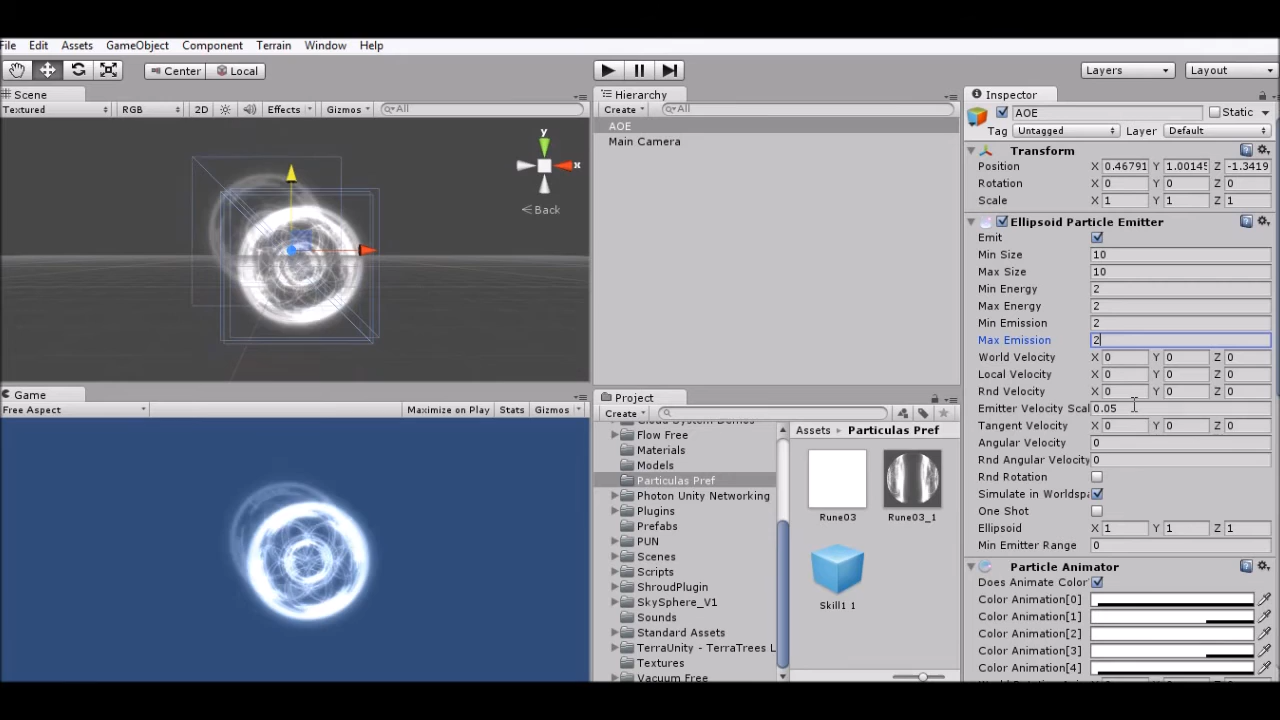 File Edit Assets GameObject Component Terrain Window Help
Center Local Layers Layout
Scene
Textured RGB 2D Effects Gizmos All
y
x
Back
Game
Free Aspect Maximize on Play Stats Gizmos
Hierarchy
Create All
AOE
Main Camera
Project
Create
Cloud System Demos
Flow Free
Materials
Models
Particulas Pref
Photon Unity Networking
Plugins
Prefabs
PUN
Scenes
Scripts
ShroudPlugin
SkySphere_V1
Sounds
Standard Assets
TerraUnity - TerraTrees L
Textures
Vacuum Free
Assets Particulas Pref
Rune03 Rune03_1
Skill1 1
Inspector
AOE Static
Tag Untagged Layer Default
Transform
Position X 0.46791 Y 1.00145 Z -1.3419
Rotation X 0 Y 0 Z 0
Scale X 1 Y 1 Z 1
Ellipsoid Particle Emitter
Emit
Min Size 10
Max Size 10
Min Energy 2
Max Energy 2
Min Emission 2
Max Emission 2
World Velocity X 0 Y 0 Z 0
Local Velocity X 0 Y 0 Z 0
Rnd Velocity X 0 Y 0 Z 0
Emitter Velocity Scal 0.05
Tangent Velocity X 0 Y 0 Z 0
Angular Velocity 0
Rnd Angular Velocity 0
Rnd Rotation
Simulate in Worldspa
One Shot
Ellipsoid X 1 Y 1 Z 1
Min Emitter Range 0
Particle Animator
Does Animate Color
Color Animation[0]
Color Animation[1]
Color Animation[2]
Color Animation[3]
Color Animation[4]